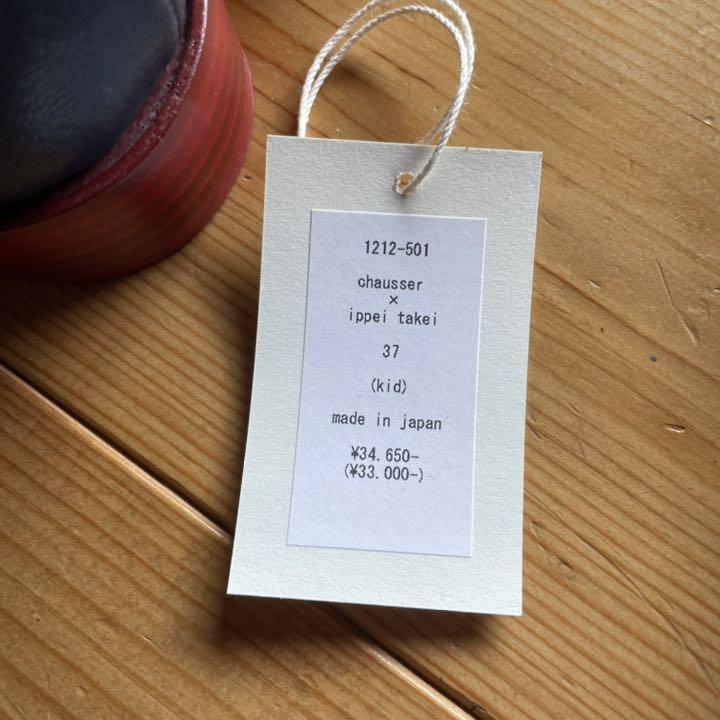 1212-501
chausser
×
ippei takei
37
(kid)
made in japan
¥34.650-
(¥33.000-)